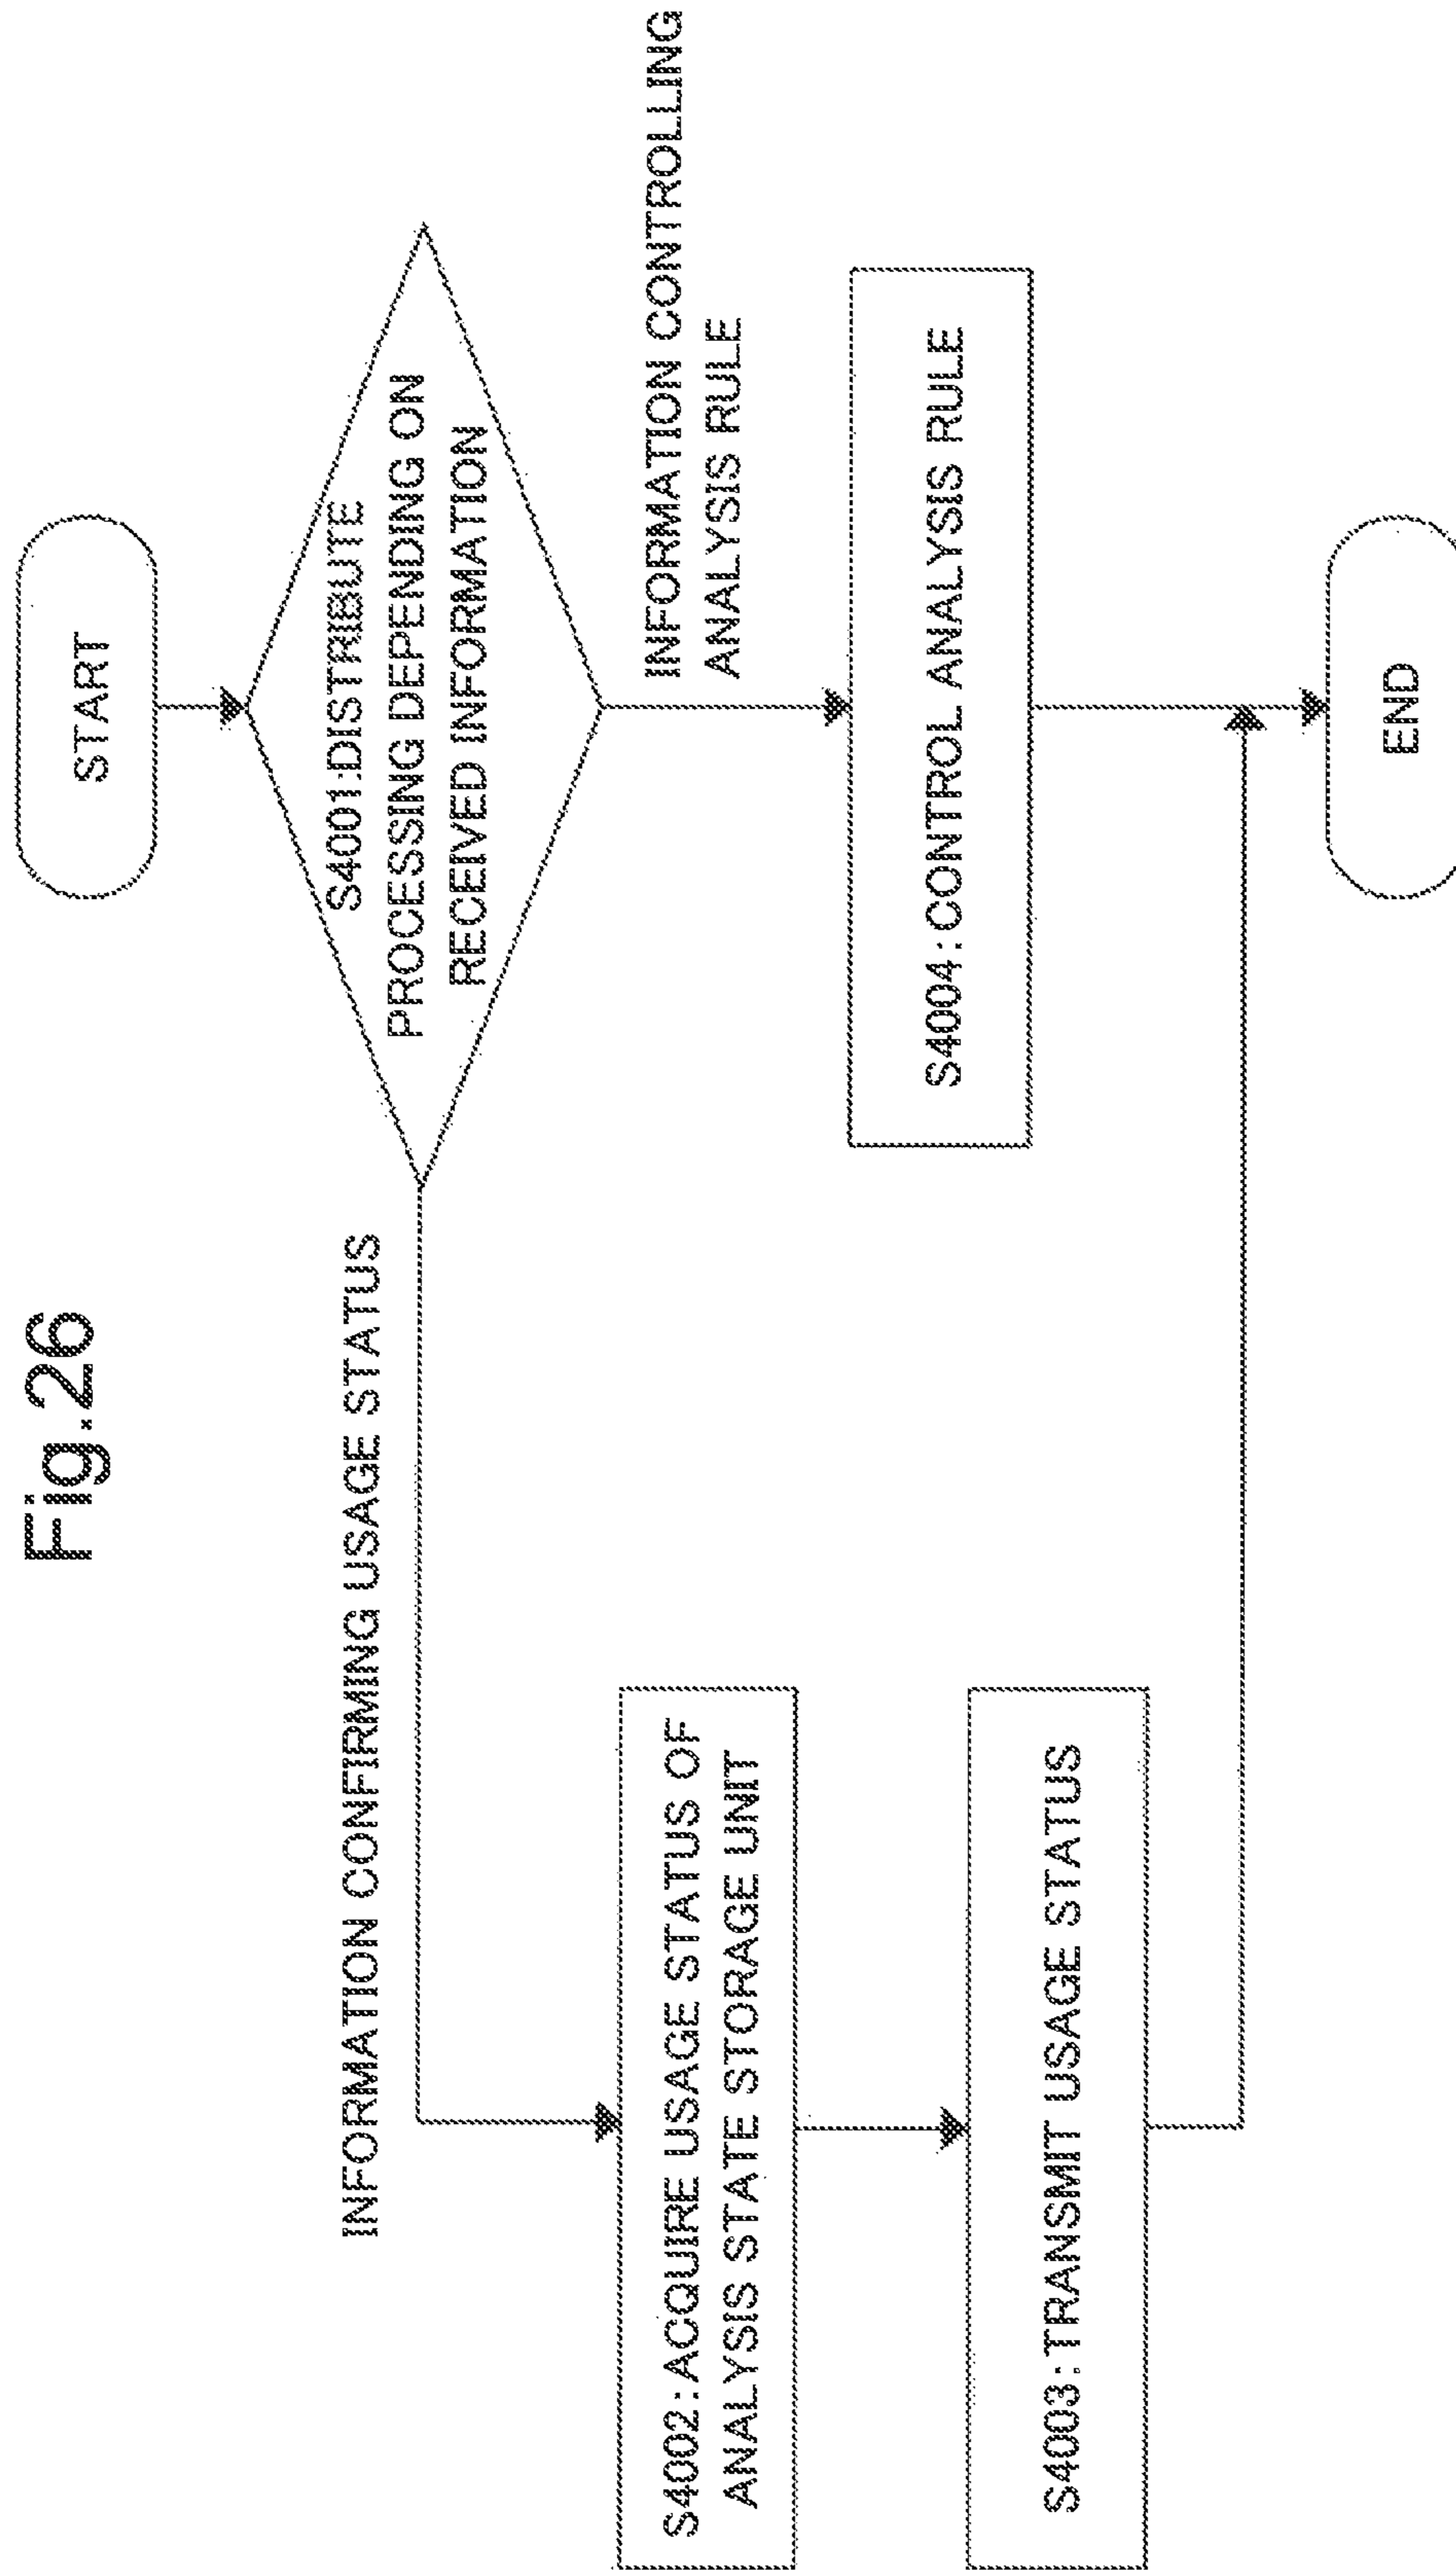 Fig.26
START
S4001:DISTRIBUTE
PROCESSING DEPENDING ON
RECEIVED INFORMATION
INFORMATION CONFIRMING USAGE STATUS
INFORMATION CONTROLLING
ANALYSIS RULE
S4002:ACQUIRE USAGE STATUS OF
ANALYSIS STATE STORAGE UNIT
S4003:TRANSMIT USAGE STATUS
S4004:CONTROL ANALYSIS RULE
END